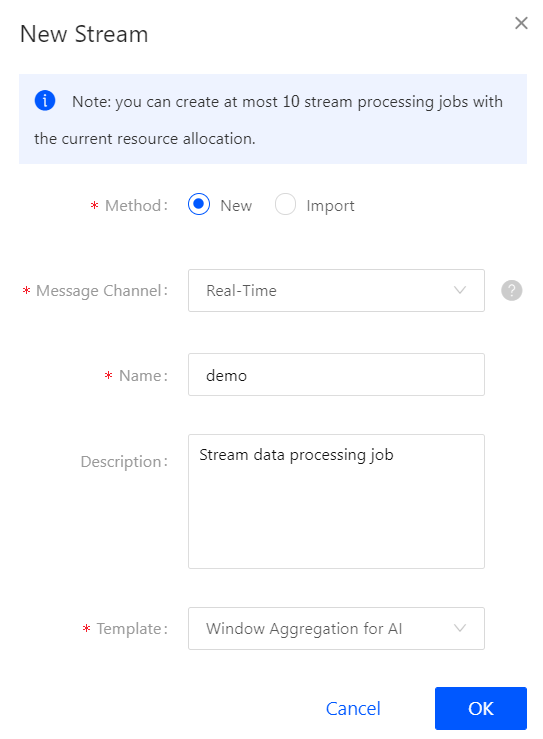 New Stream
Note: you can create at most 10 stream processing jobs with
the current resource allocation.
* Method: New Import
* Message Channel: Real-Time ?
* Name: demo
Description: Stream data processing job
* Template: Window Aggregation for AI
Cancel OK